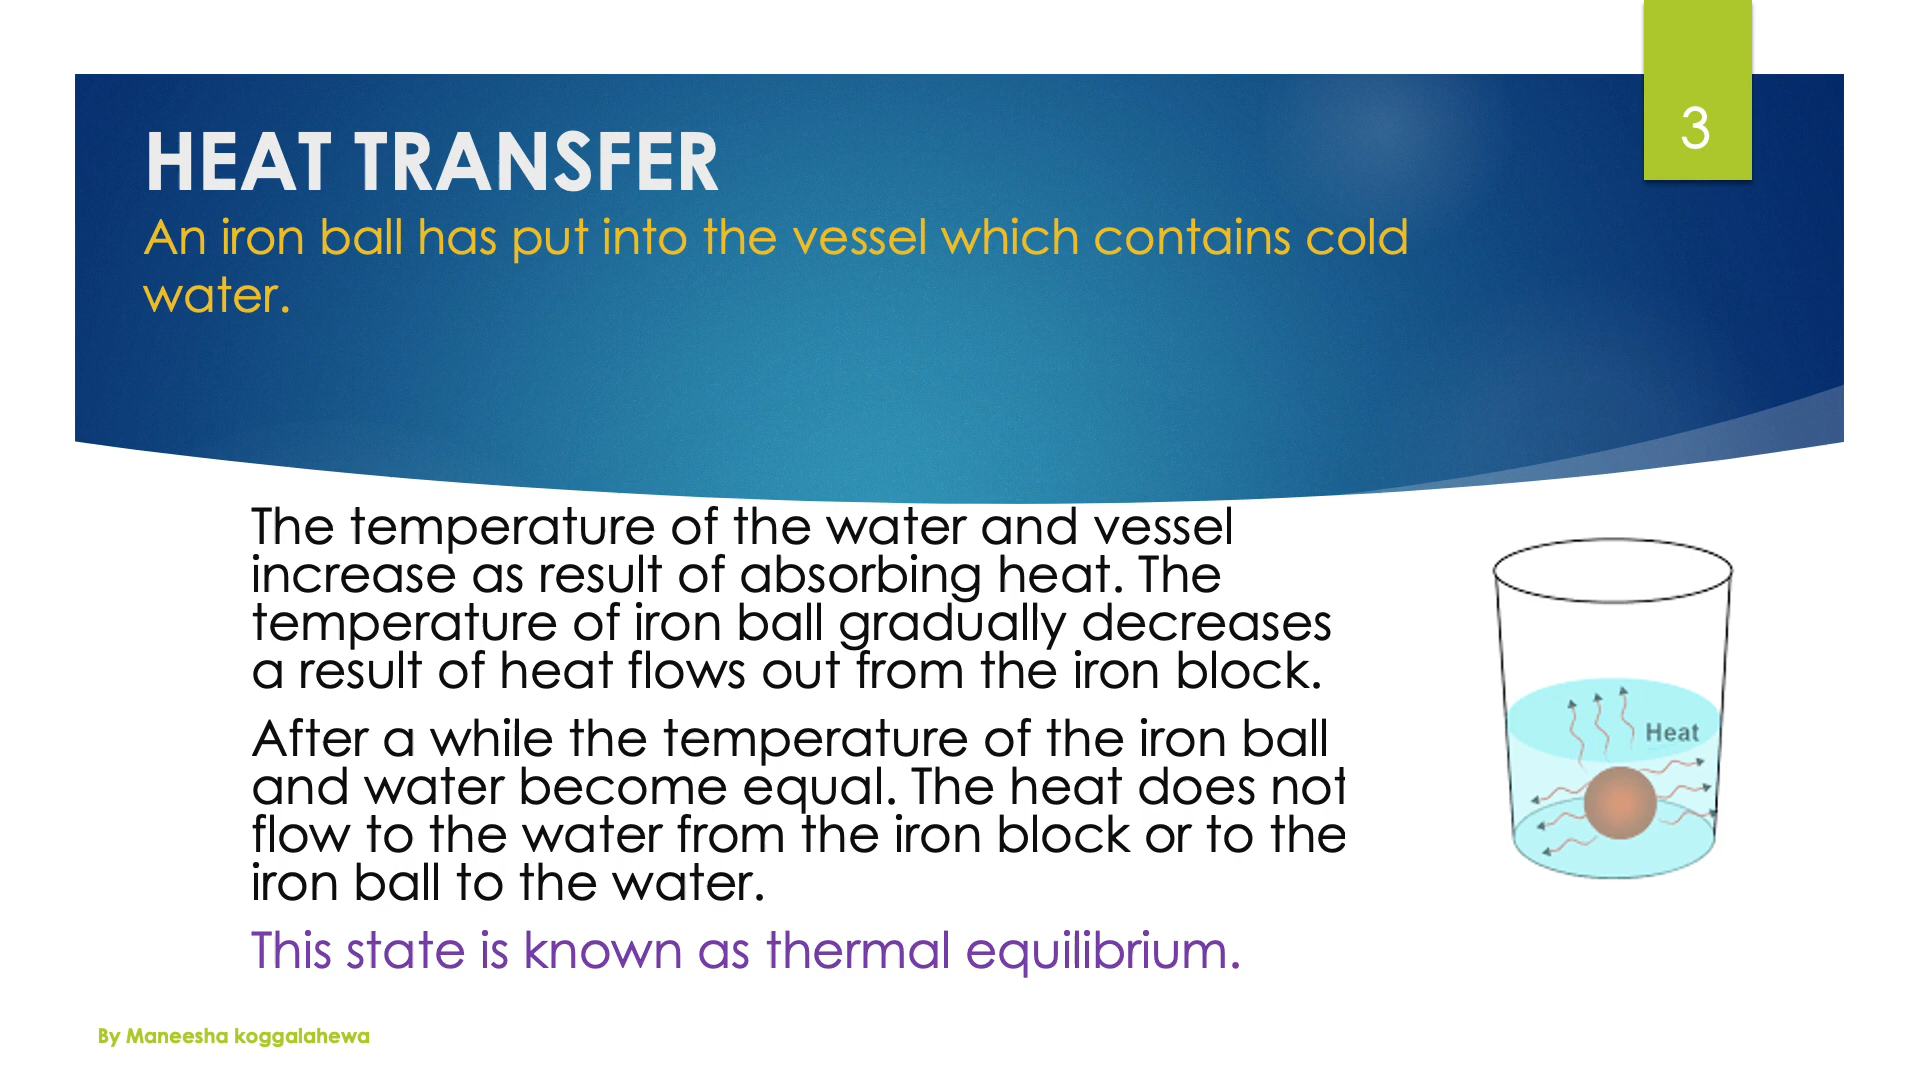 3
HEAT TRANSFER
An iron ball has put into the vessel which contains cold
water.
The temperature of the water and vessel
increase as result of absorbing heat. The
temperature of iron ball gradually decreases
a result of heat flows out from the iron block.
After a while the temperature of the iron ball
and water become equal. The heat does not
flow to the water from the iron block or to the
iron ball to the water.
This state is known as thermal equilibrium.
Heat
By Maneesha koggalahewa